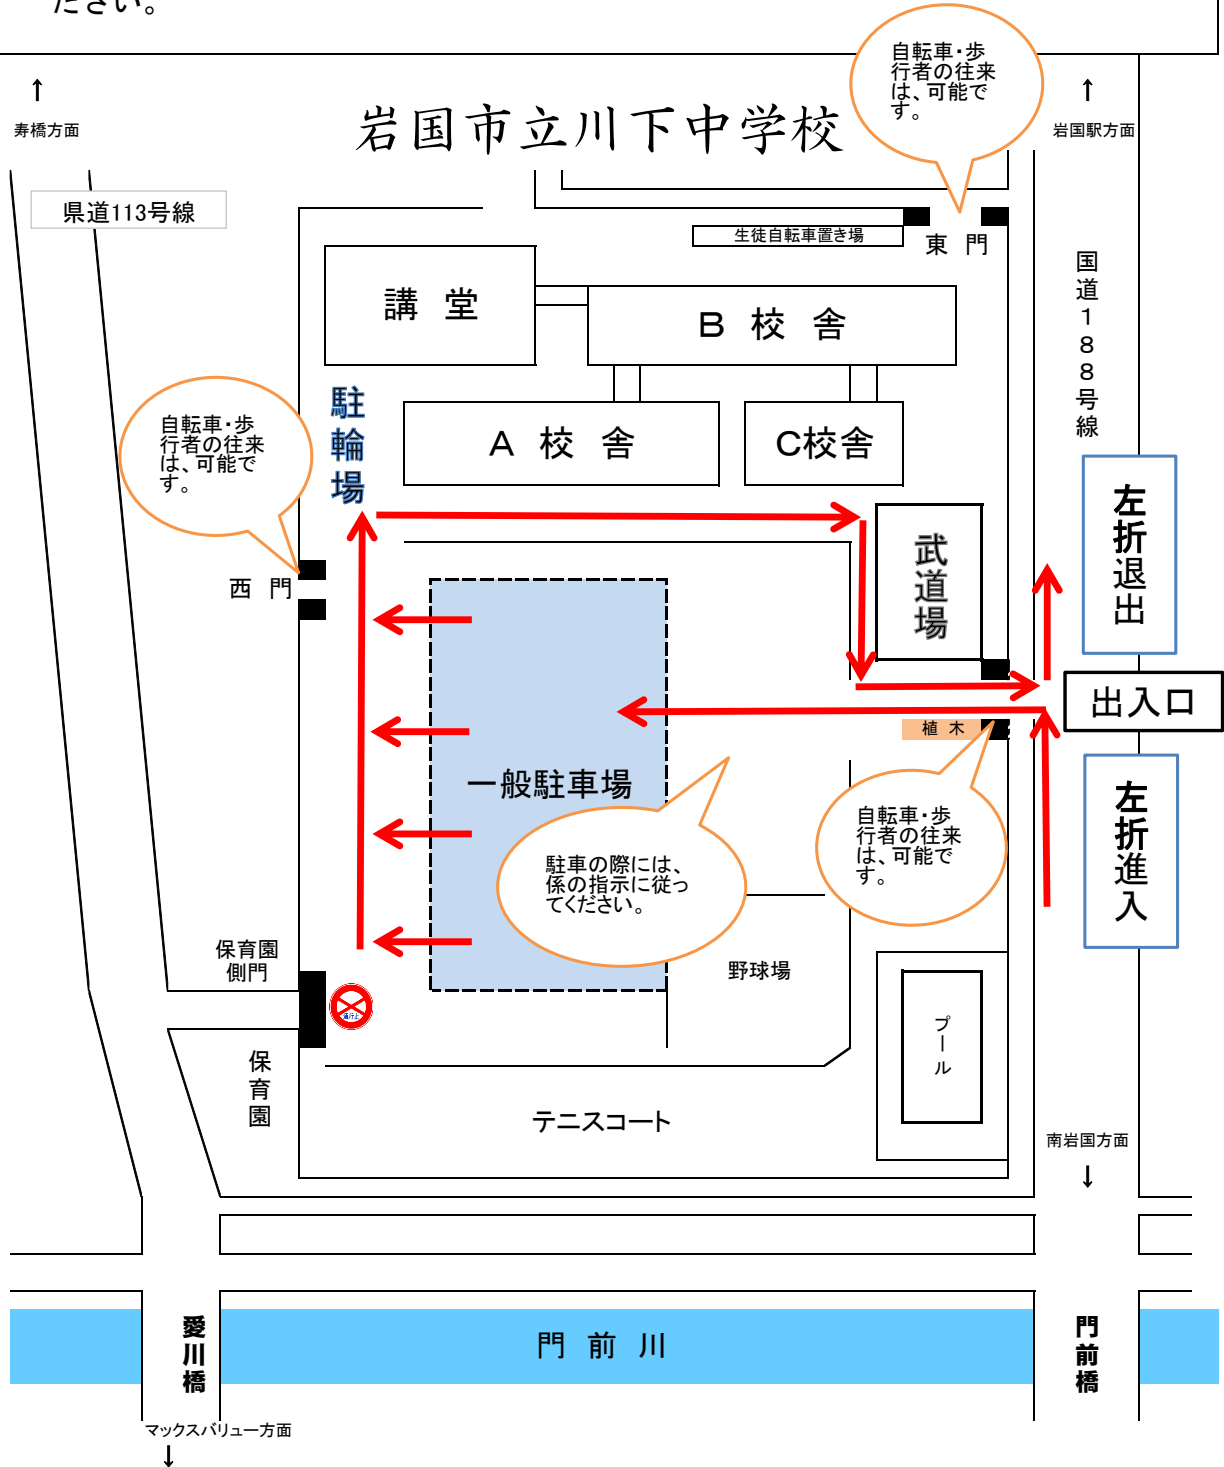 ださい。
自転車・歩
行者の往来
は、可能で
す。
↑
寿橋方面
岩国市立川下中学校
↑
岩国駅方面
県道113号線
生徒自転車置き場
東 門
国道188号線
講 堂
B 校 舎
駐輪場
自転車・歩
行者の往来
は、可能で
す。
A 校 舎
C校舎
左折退出
武道場
西 門
出入口
植 木
一般駐車場
左折進入
自転車・歩
行者の往来
は、可能で
す。
駐車の際には、
係の指示に従っ
てください。
保育園
側門
野球場
通行止
プール
保育園
テニスコート
南岩国方面
↓
愛川橋
門 前 川
門前橋
マックスバリュー方面
↓